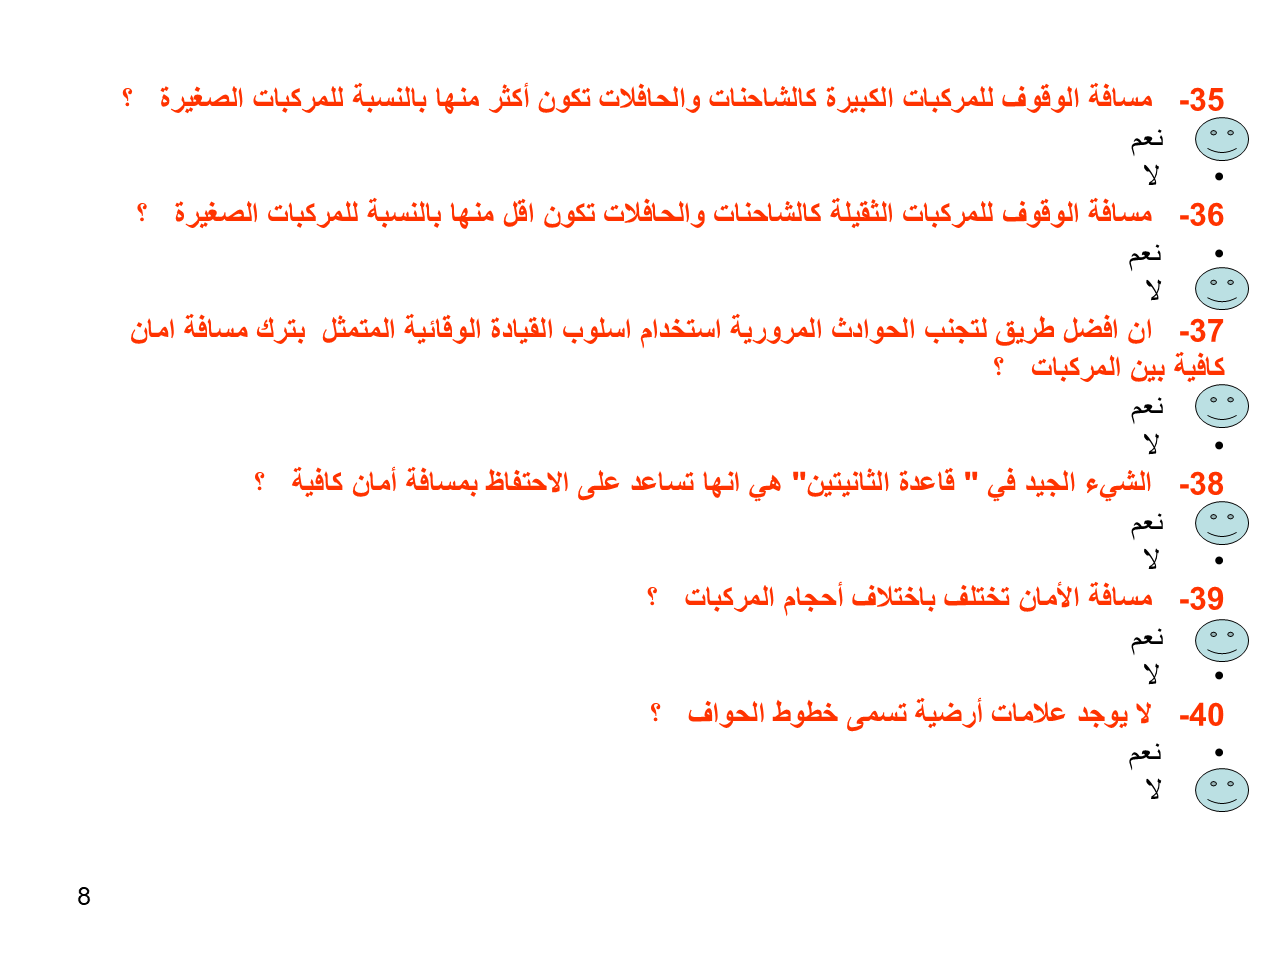 35- مسافة الوقوف للمركبات الكبيرة كالشاحنات والحافلات تكون أكثر منها بالنسبة للمركبات الصغيرة ؟
نعم
• لا
36- مسافة الوقوف للمركبات الثقيلة كالشاحنات والحافلات تكون اقل منها بالنسبة للمركبات الصغيرة ؟
• نعم
لا
37- ان افضل طريق لتجنب الحوادث المرورية استخدام اسلوب القيادة الوقائية المتمثل بترك مسافة امان
كافية بين المركبات ؟
نعم
• لا
38- الشيء الجيد في " قاعدة الثانيتين" هي انها تساعد على الاحتفاظ بمسافة أمان كافية ؟
نعم
• لا
39- مسافة الأمان تختلف باختلاف أحجام المركبات ؟
نعم
• لا
40- لا يوجد علامات أرضية تسمى خطوط الحواف ؟
• نعم
لا
8